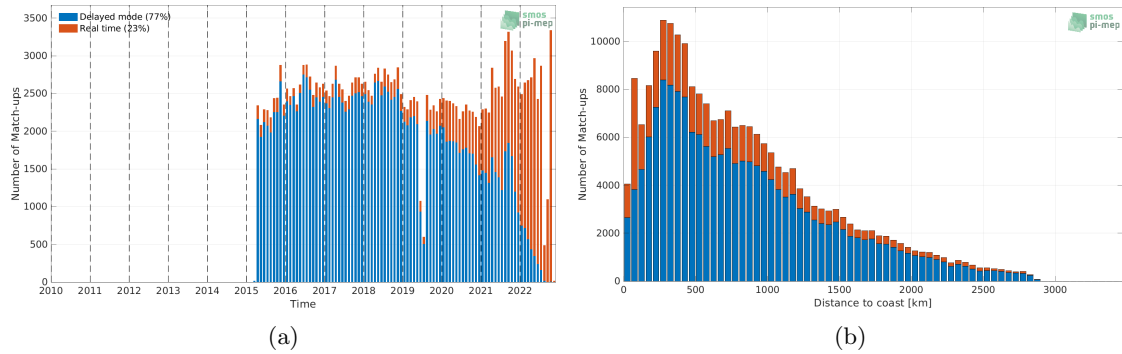 Delayed mode (77%)
Real time (23%)
smos
pi-mep
Number of Match-ups
3500
3000
2500
2000
1500
1000
500
0
2010 2011 2012 2013 2014 2015 2016 2017 2018 2019 2020 2021 2022
Time
(a)
smos
pi-mep
Number of Match-ups
10000
8000
6000
4000
2000
0
0 500 1000 1500 2000 2500 3000
Distance to coast [km]
(b)